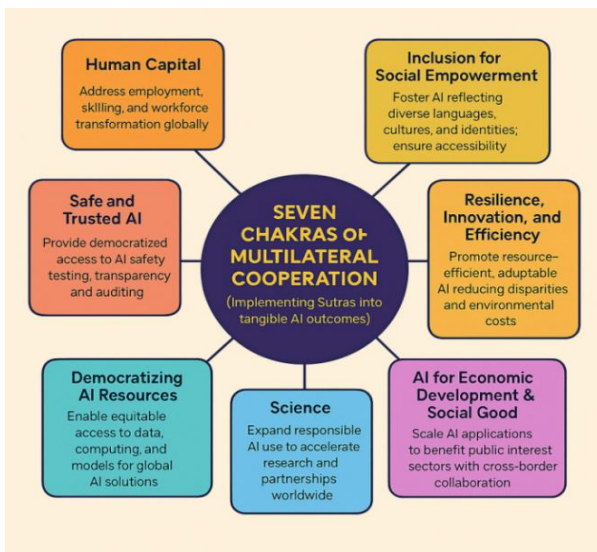 Human Capital
Address employment,
skllling, and workforce
transformation globally
Inclusion for
Social Empowerment
Foster AI reflecting
diverse languages,
cultures, and identities;
ensure accessibility
Safe and
Trusted AI
Provide democratized
access to AI safety
testing, transparency
and auditing
SEVEN
CHAKRAS OF
MULTILATERAL
COOPERATION
(Implementing Sutras into
tangible AI outcomes)
Resilience,
Innovation, and
Efficiency
Promote resource–
efficient, adaptable
AI reducing disparities
and environmental
costs
Democratizing
AI Resources
Enable equitable
access to data,
computing, and
models for global
AI solutions
Science
Expand responsible
AI use to accelerate
research and
partnerships
worldwide
AI for Economic
Development &
Social Good
Scale AI applications
to benefit public interest
sectors with cross-border
collaboration